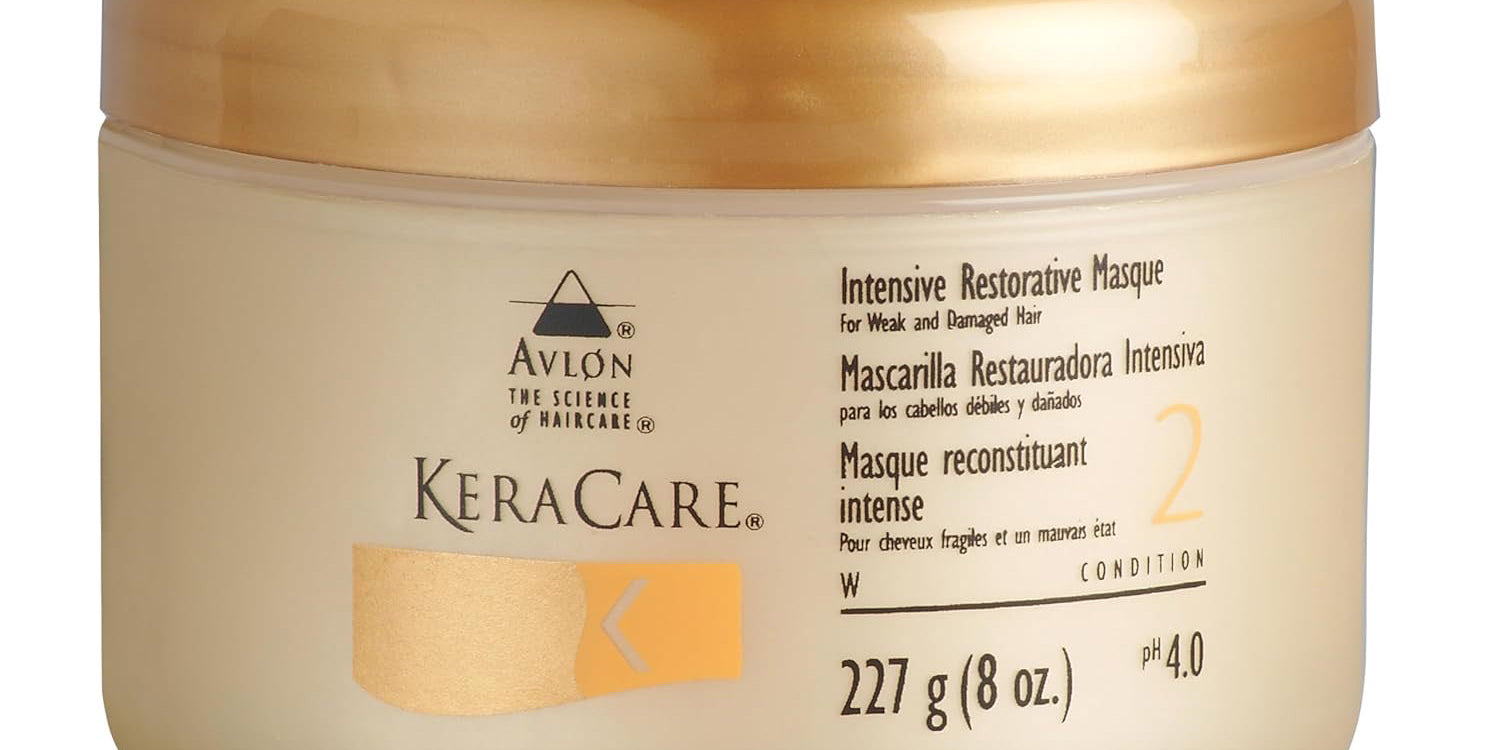 AVLØN®
THE SCIENCE
of HAIRCARE®
KERACARE®
Intensive Restorative Masque
For Weak and Damaged Hair
Mascarilla Restauradora Intensiva
para los cabellos débiles y dañados
Masque reconstituant
intense
Pour cheveux fragiles et un mauvais état
2
W CONDITION
227 g (8 oz.) pH 4.0